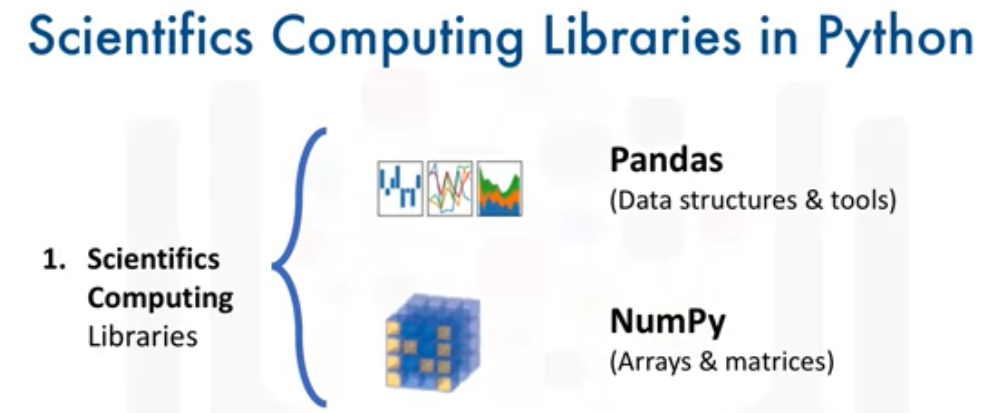 Scientifics Computing Libraries in Python
1. Scientifics
Computing
Libraries
Pandas
(Data structures & tools)
NumPy
(Arrays & matrices)